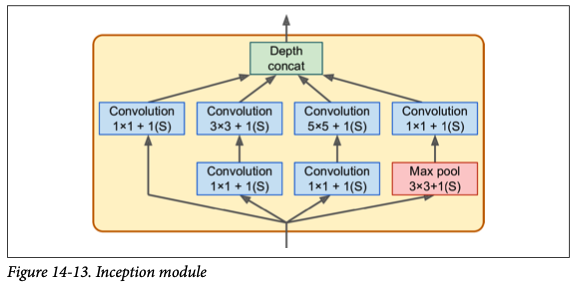 Depth
concat
Convolution
1×1 + 1(S)
Convolution
3×3 + 1(S)
Convolution
5×5 + 1(S)
Convolution
1×1 + 1(S)
Convolution
1×1 + 1(S)
Convolution
1×1 + 1(S)
Max pool
3×3+1(S)
Figure 14-13. Inception module